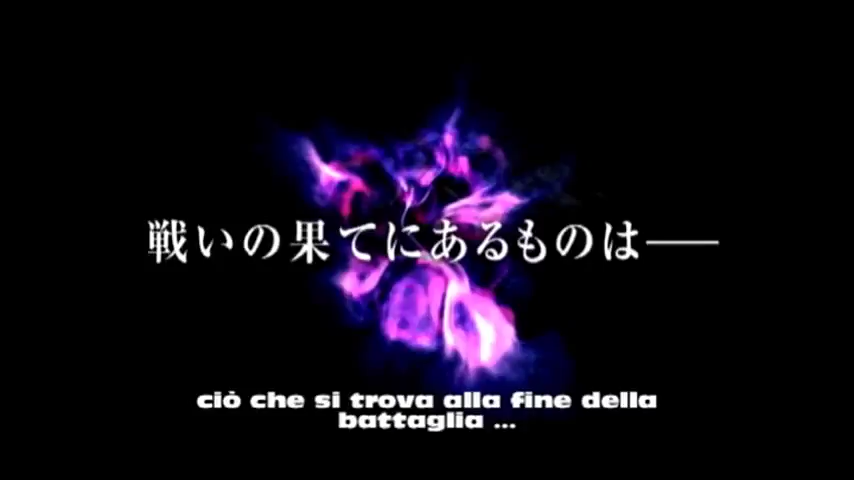 戦いの果てにあるものは――
ciò che si trova alla fine della
battaglia ...